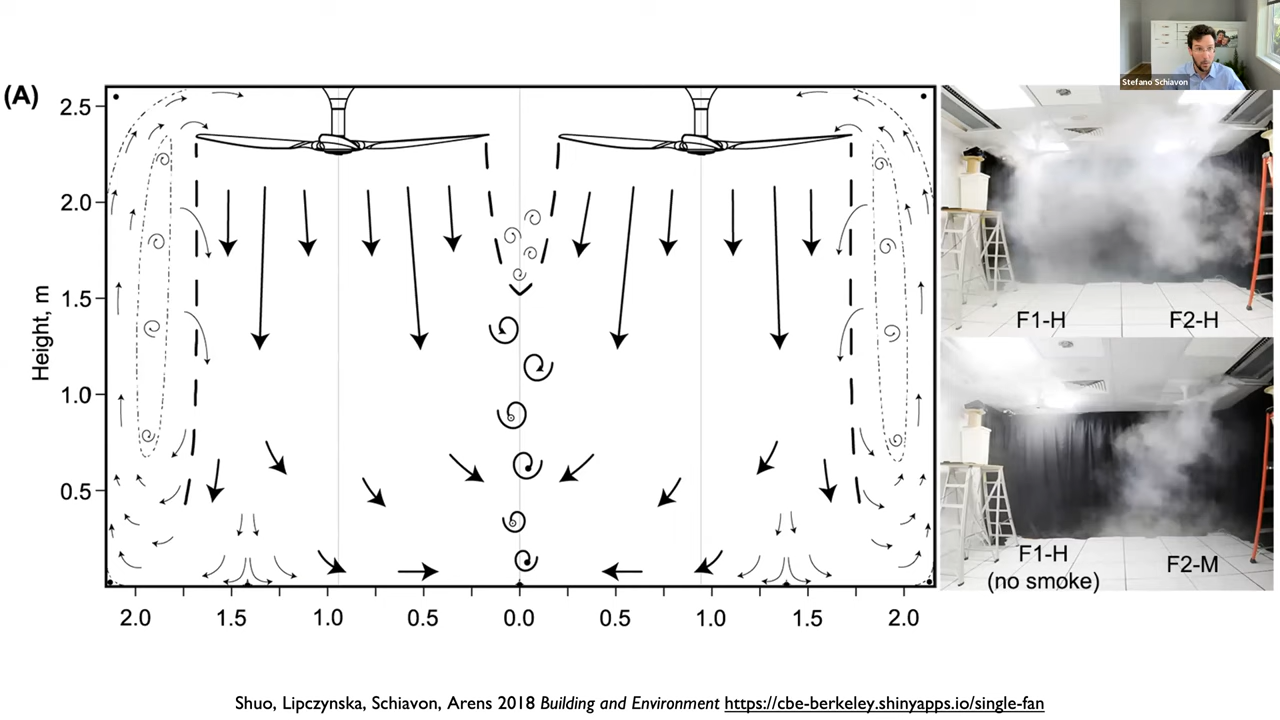 Stefano Schiavon
(A)
2.5
2.0
1.5
1.0
0.5
Height, m
2.0 1.5 1.0 0.5 0.0 0.5 1.0 1.5 2.0
F1-H F2-H
F1-H F2-M
(no smoke)
Shuo, Lipczynska, Schiavon, Arens 2018 Building and Environment https://cbe-berkeley.shinyapps.io/single-fan